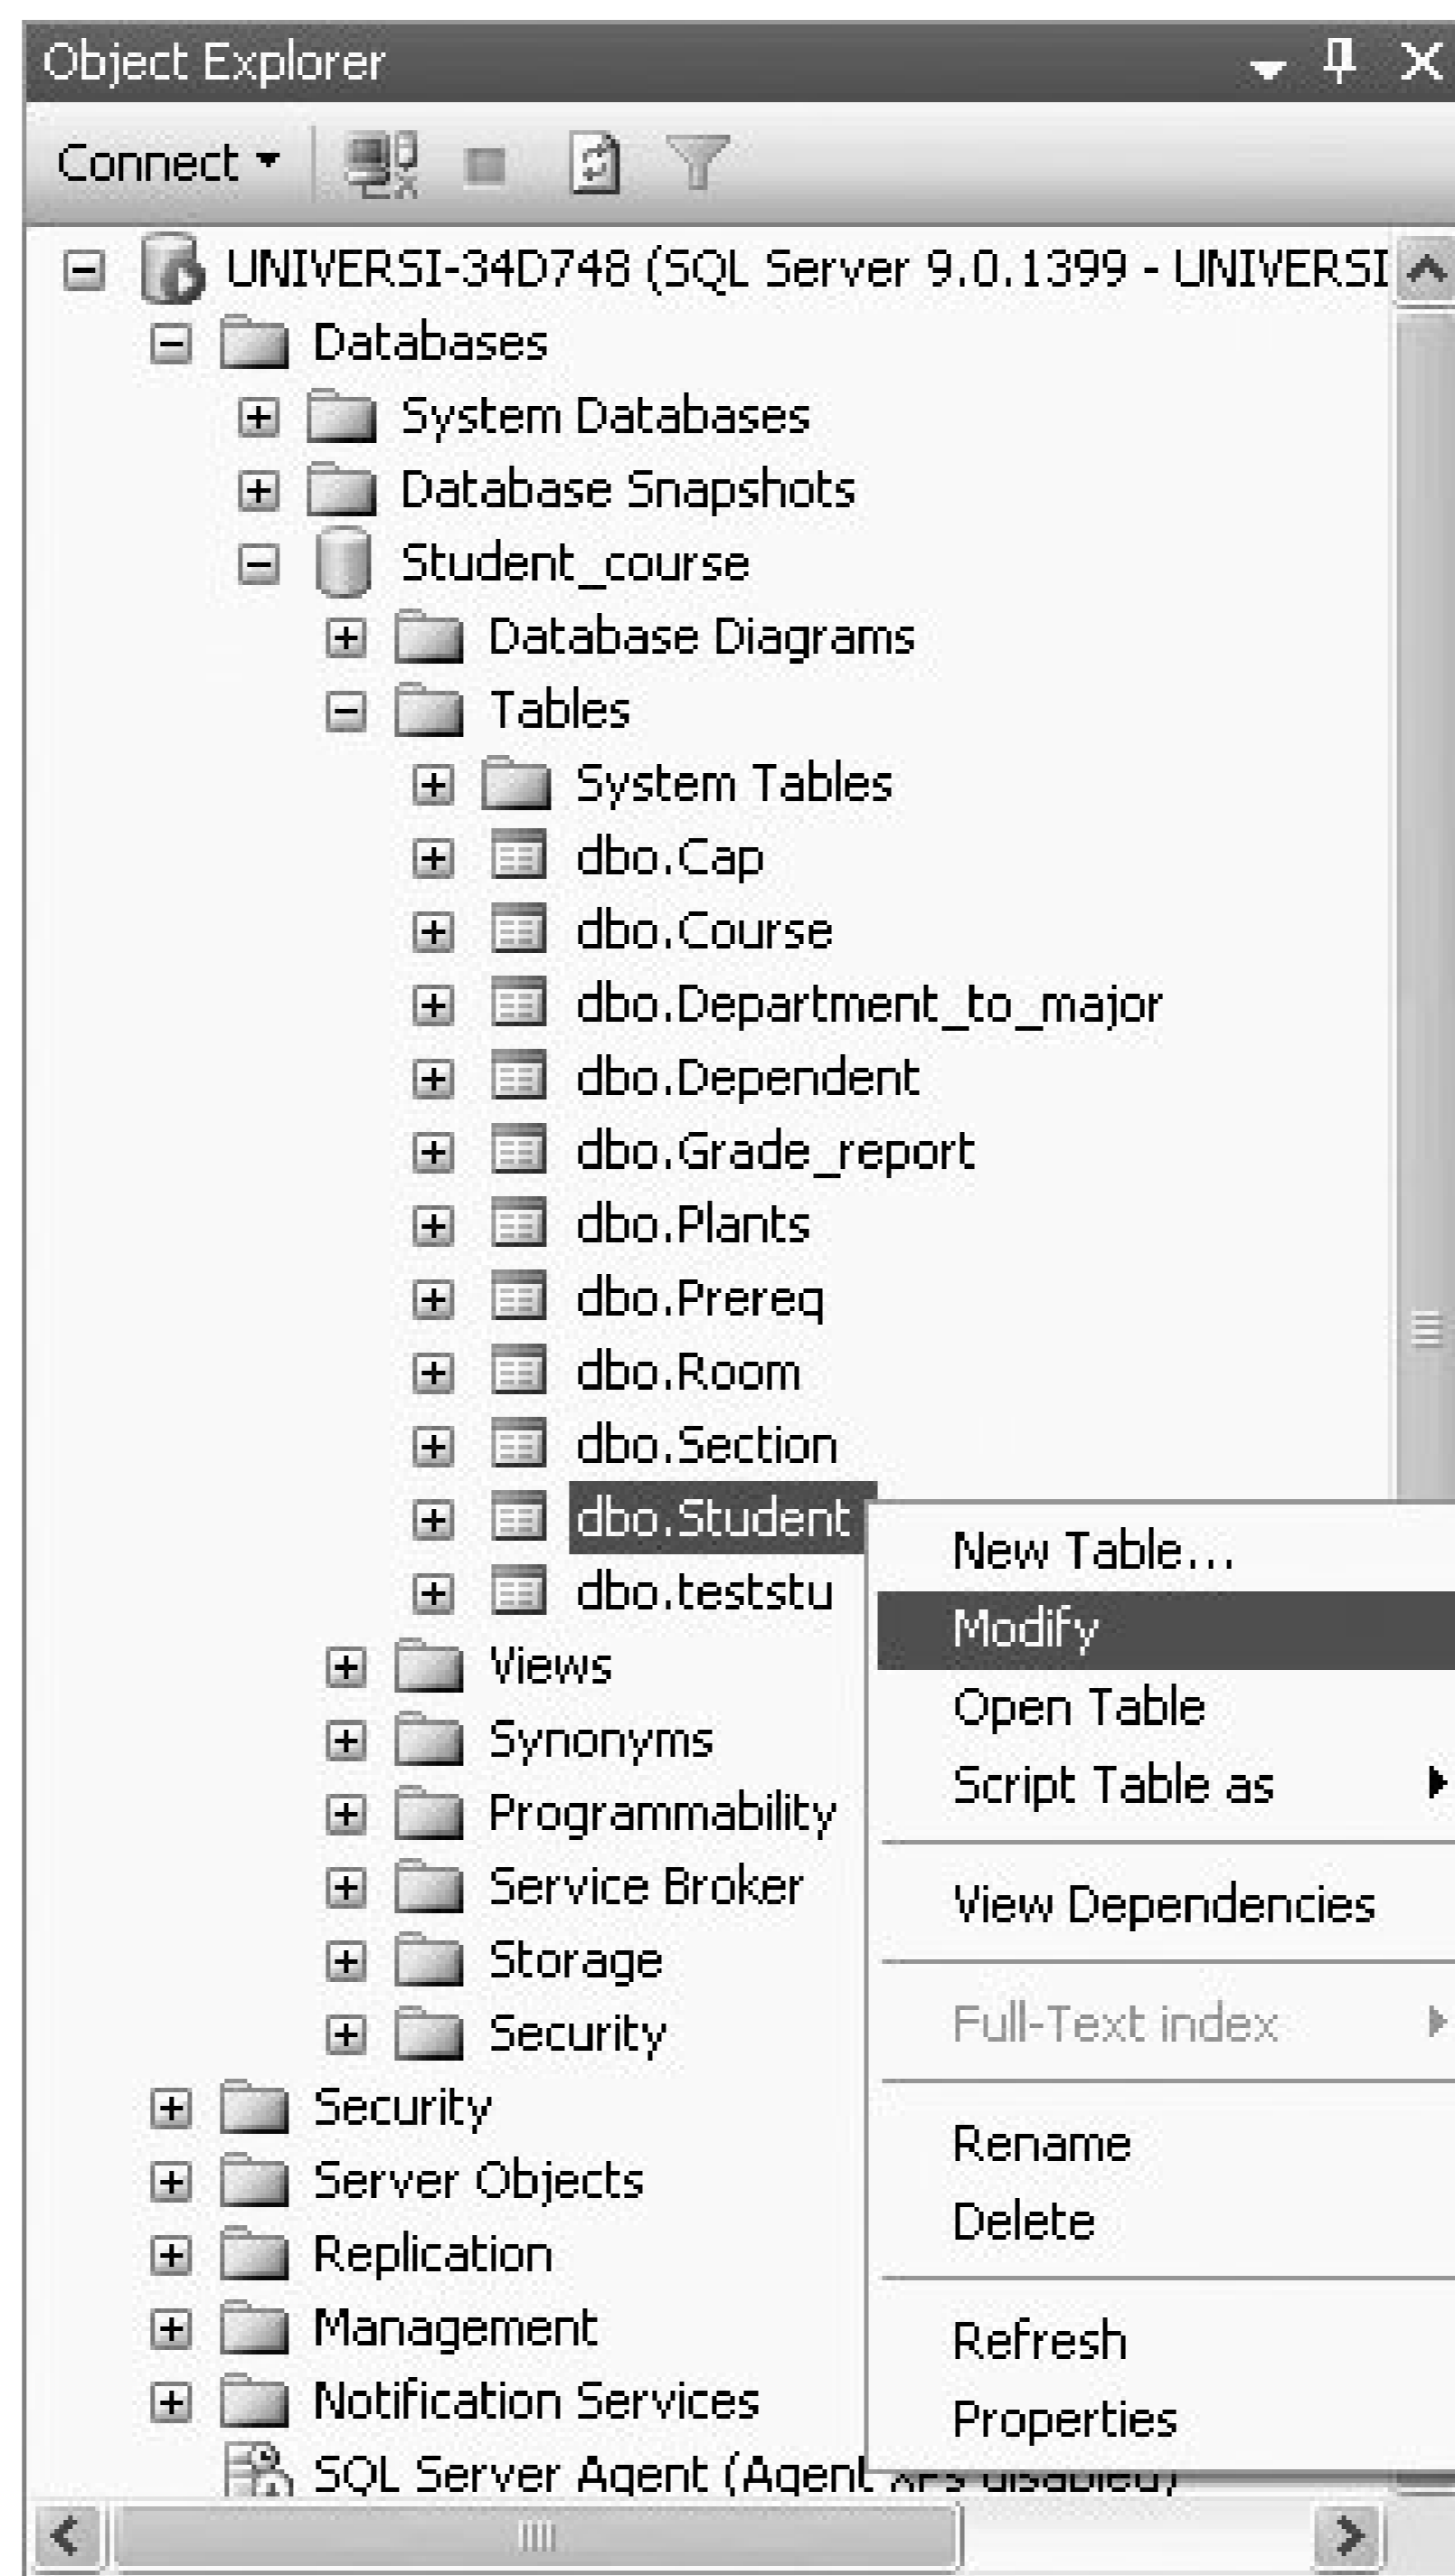 Object Explorer
Connect
UNIVERSI-34D748 (SQL Server 9.0.1399 - UNIVERSI
Databases
System Databases
Database Snapshots
Student_course
Database Diagrams
Tables
System Tables
dbo.Cap
dbo.Course
dbo.Department_to_major
dbo.Dependent
dbo.Grade_report
dbo.Plants
dbo.Prereq
dbo.Room
dbo.Section
dbo.Student
dbo.teststu
Views
Synonyms
Programmability
Service Broker
Storage
Security
Security
Server Objects
Replication
Management
Notification Services
SQL Server Agent (Agent XPs disabled)
New Table...
Modify
Open Table
Script Table as
View Dependencies
Full-Text index
Rename
Delete
Refresh
Properties